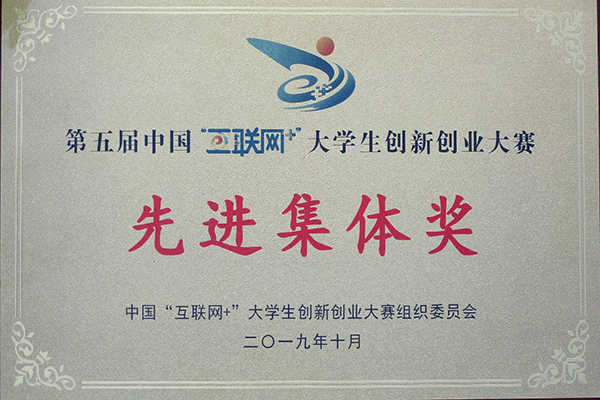 第五届中国“互联网+”大学生创新创业大赛
先进集体奖
中国“互联网+”大学生创新创业大赛组织委员会
二〇一九年十月